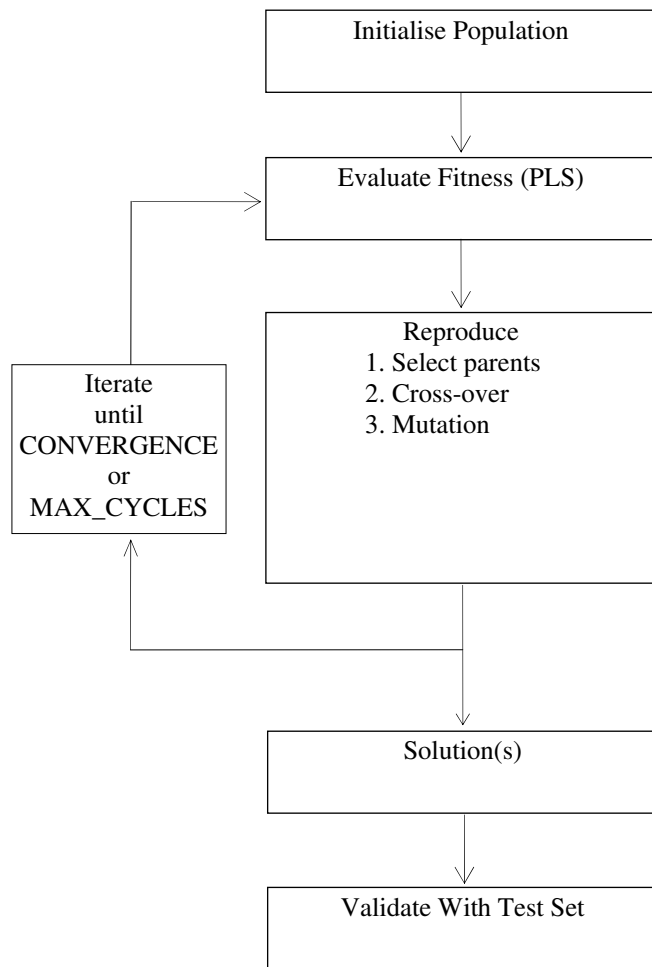 Initialise Population
Evaluate Fitness (PLS)
Reproduce
1. Select parents
2. Cross-over
3. Mutation
Iterate
until
CONVERGENCE
or
MAX_CYCLES
Solution(s)
Validate With Test Set